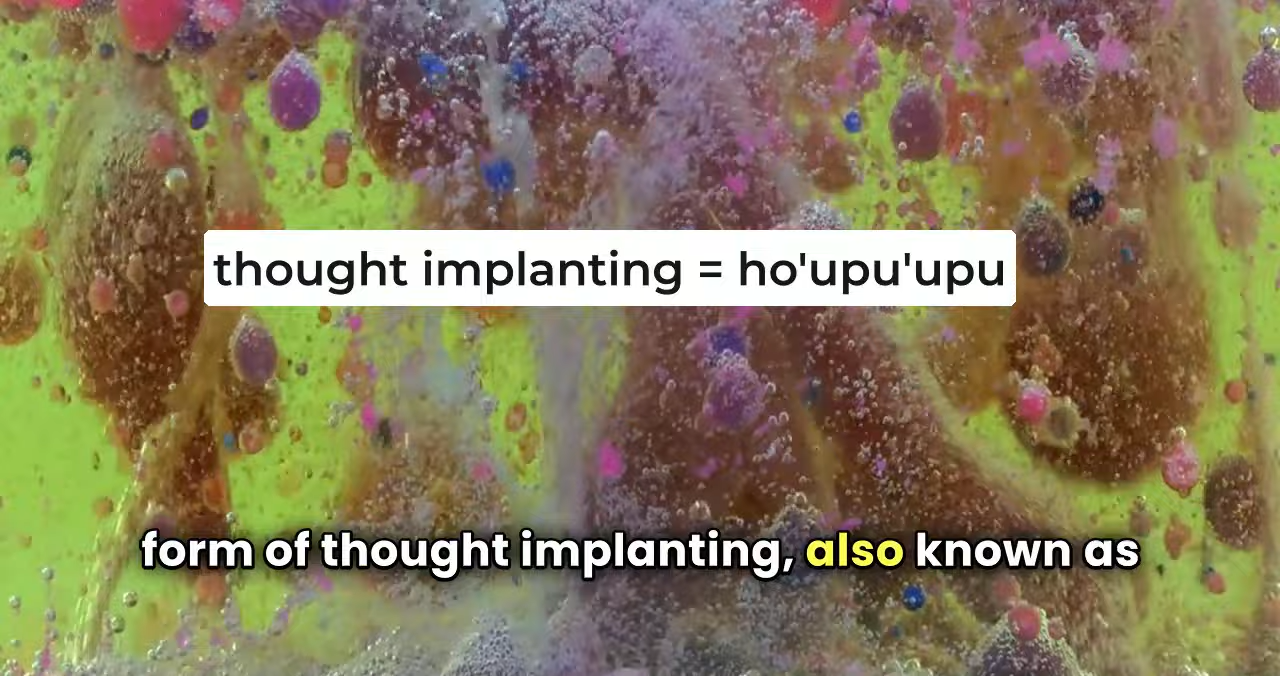 thought implanting = ho'upu'upu
form of thought implanting, also known as